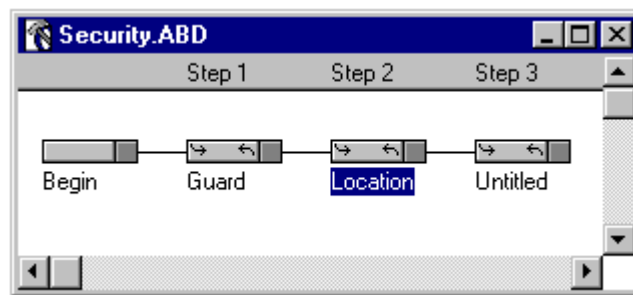 Security.ABD
Step 1 Step 2 Step 3
Begin Guard Location Untitled